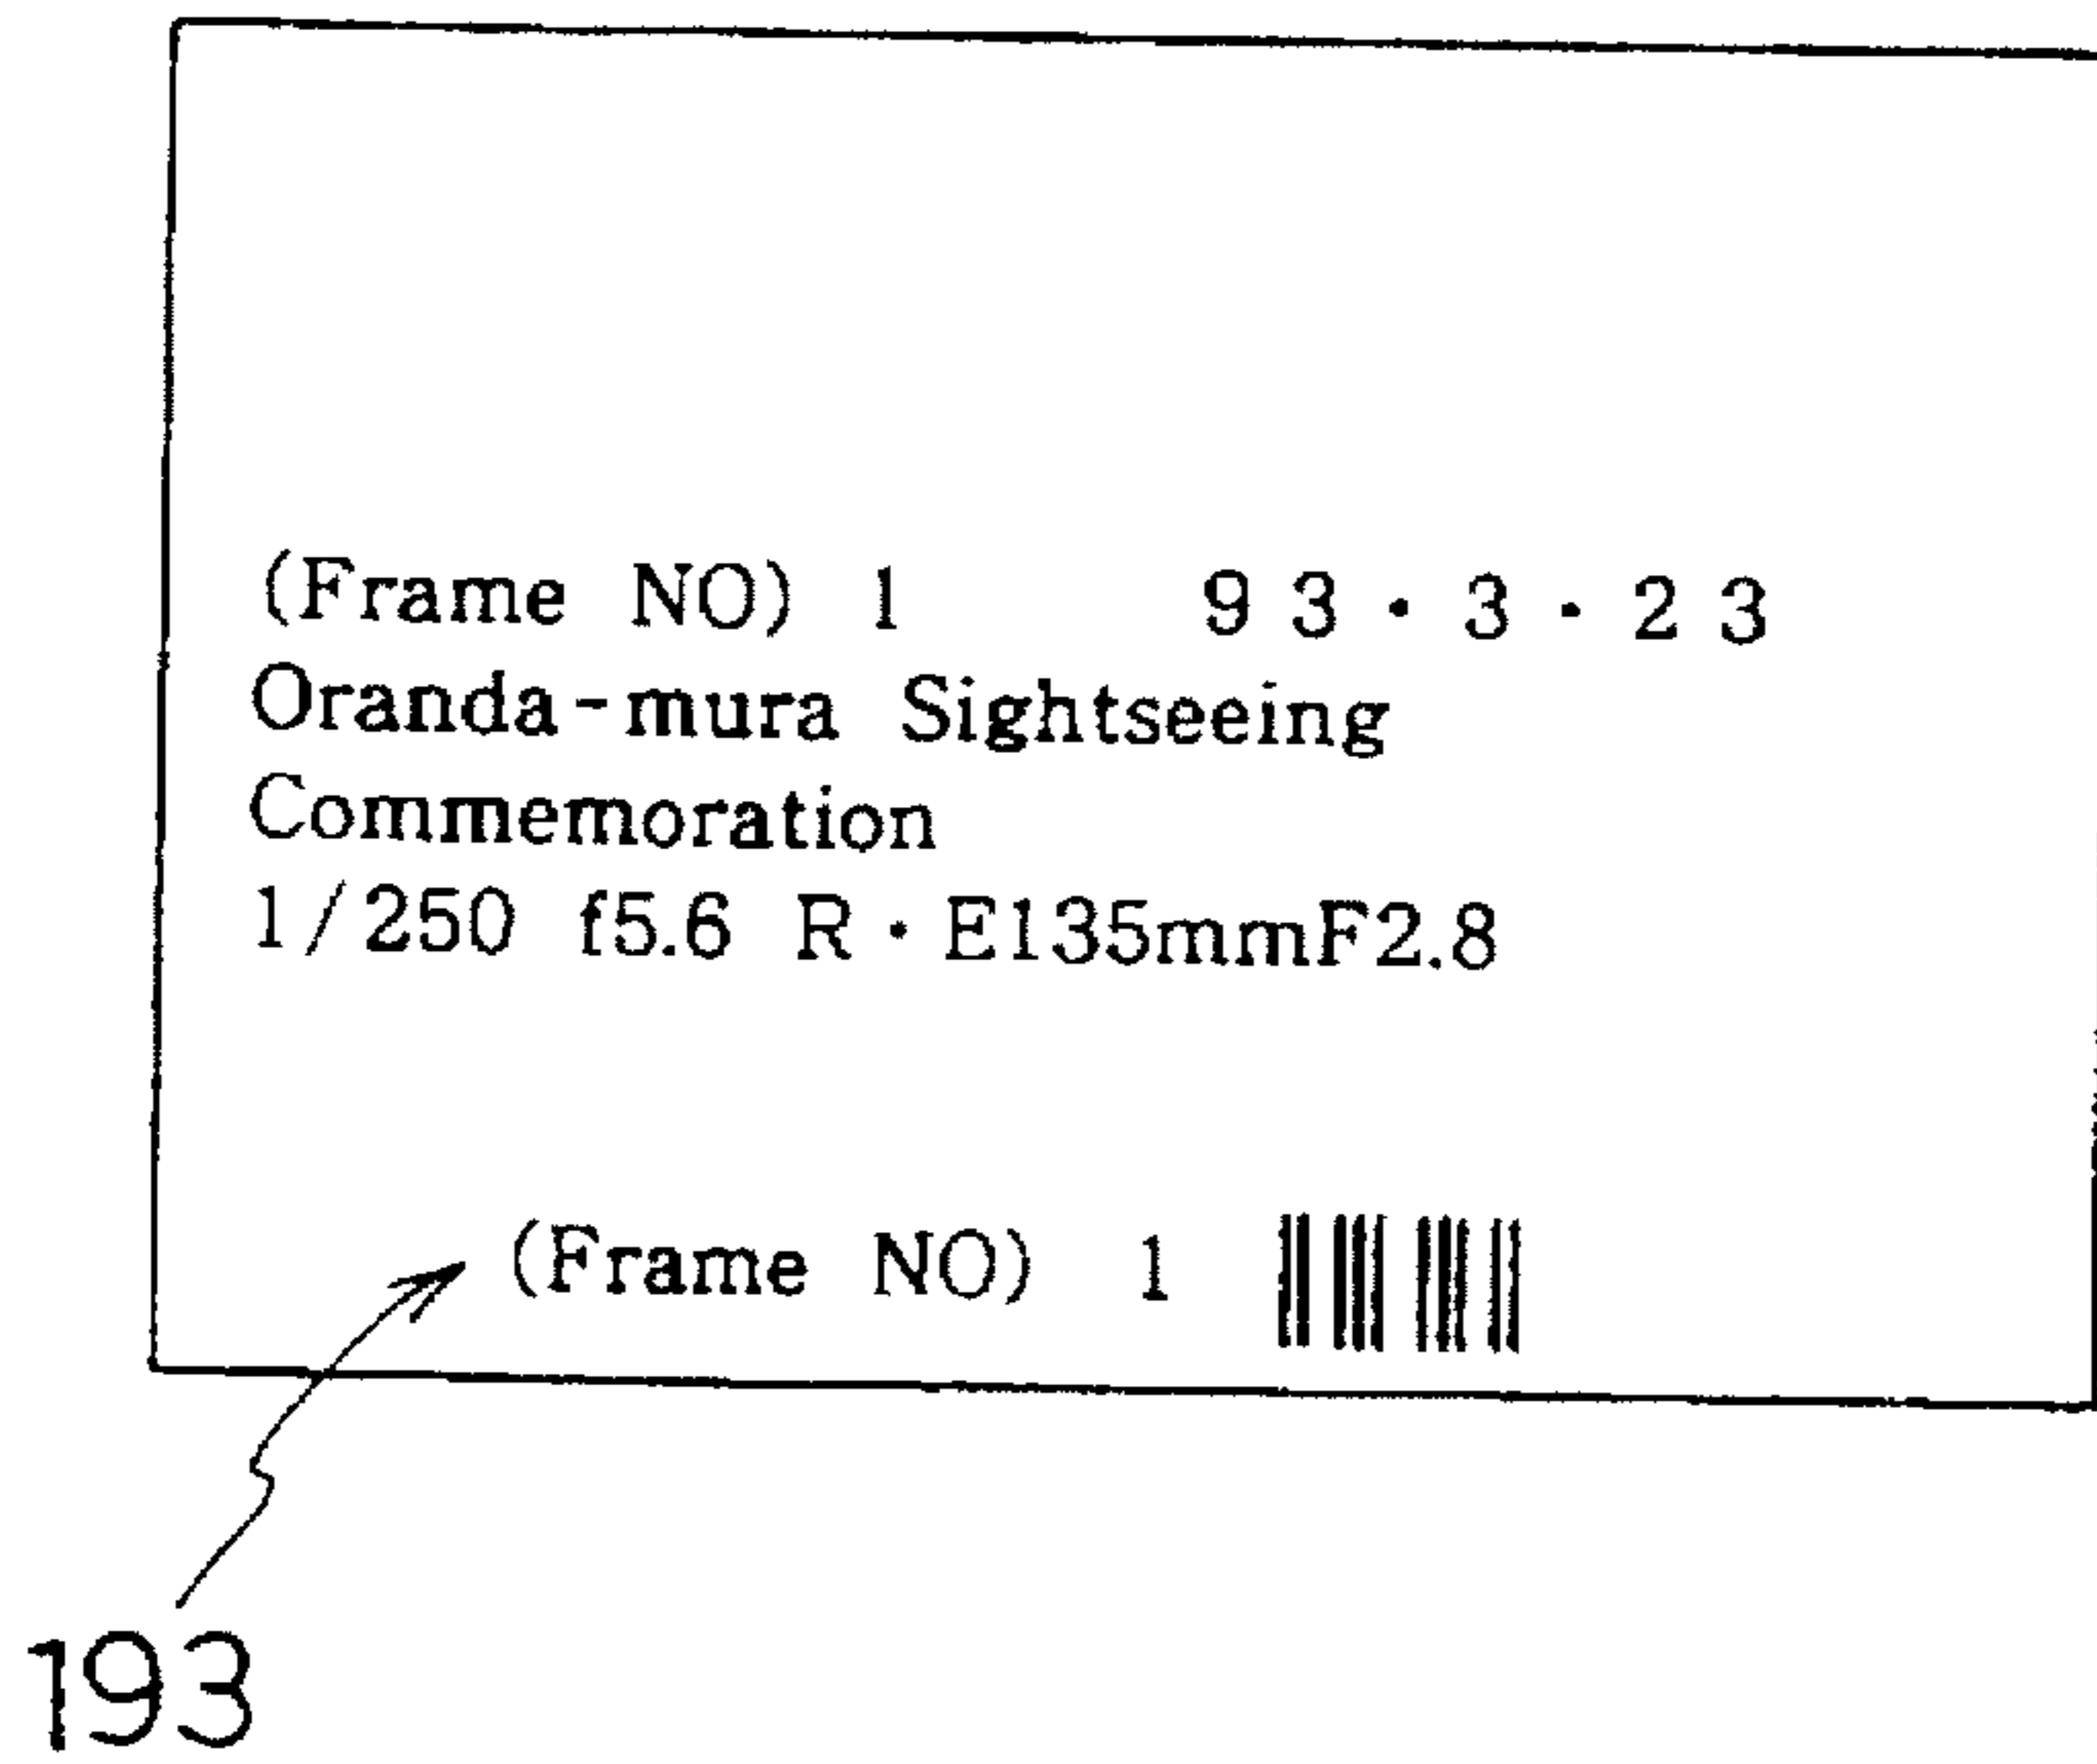 (Frame NO) 1 93・3・23
Oranda-mura Sightseeing
Commemoration
1/250 f5.6 R・E135mmF2.8
(Frame NO) 1
193